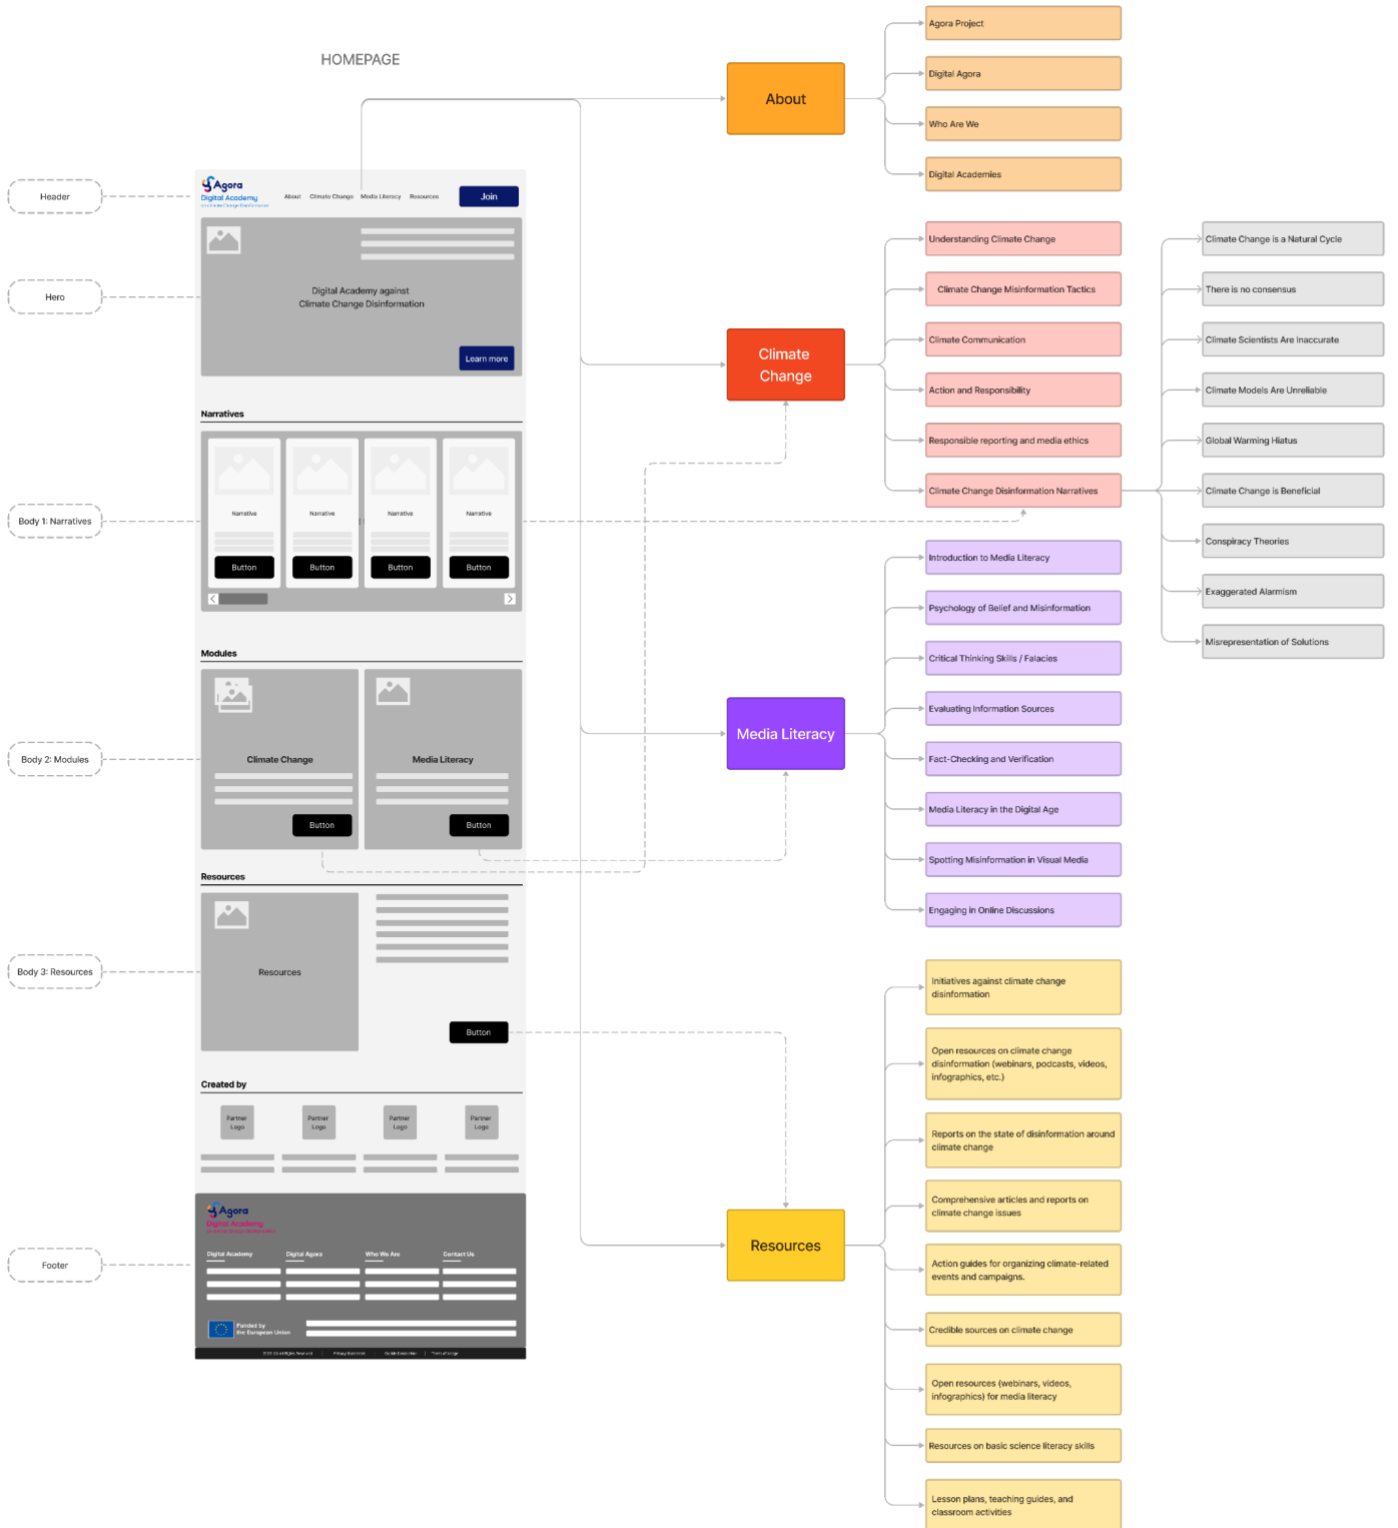 HOMEPAGE
Header
Hero
Body 1: Narratives
Body 2: Modules
Body 3: Resources
Footer
Agora
Digital Academy
About
Climate Change
Media Literacy
Resources
Join
Digital Academy against
Climate Change Disinformation
Learn more
Narratives
Narrative
Narrative
Narrative
Narrative
Button
Button
Button
Button
Modules
Climate Change
Media Literacy
Button
Button
Resources
Resources
Button
Created by
Partner
Logo
Partner
Logo
Partner
Logo
Partner
Logo
Agora
Digital Academy
Digital Academy
Digital Agora
Who We Are
Contact Us
Funded by
the European Union
About
Agora Project
Digital Agora
Who Are We
Digital Academies
Climate
Change
Understanding Climate Change
Climate Change Misinformation Tactics
Climate Communication
Action and Responsibility
Responsible reporting and media ethics
Climate Change Disinformation Narratives
Climate Change is a Natural Cycle
There is no consensus
Climate Scientists Are Inaccurate
Climate Models Are Unreliable
Global Warming Hiatus
Climate Change is Beneficial
Conspiracy Theories
Exaggerated Alarmism
Misrepresentation of Solutions
Media Literacy
Introduction to Media Literacy
Psychology of Belief and Misinformation
Critical Thinking Skills / Falacies
Evaluating Information Sources
Fact-Checking and Verification
Media Literacy in the Digital Age
Spotting Misinformation in Visual Media
Engaging in Online Discussions
Resources
Initiatives against climate change
disinformation
Open resources on climate change
disinformation (webinars, podcasts, videos,
infographics, etc.)
Reports on the state of disinformation around
climate change
Comprehensive articles and reports on
climate change issues
Action guides for organizing climate-related
events and campaigns.
Credible sources on climate change
Open resources (webinars, videos,
infographics) for media literacy
Resources on basic science literacy skills
Lesson plans, teaching guides, and
classroom activities